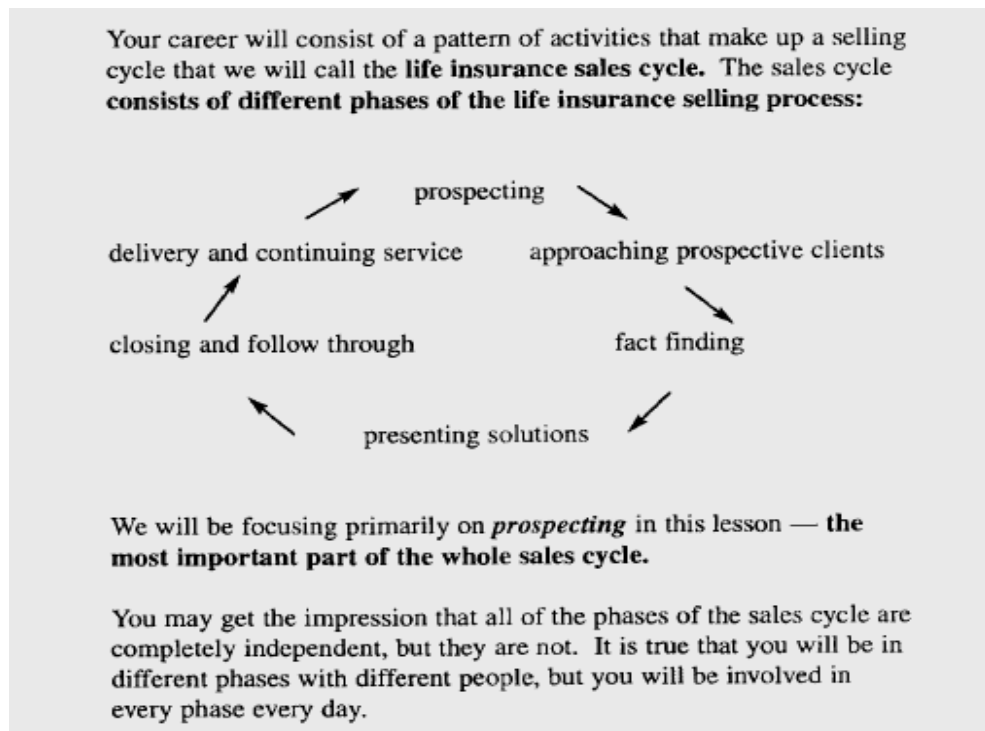 Your career will consist of a pattern of activities that make up a selling
cycle that we will call the life insurance sales cycle. The sales cycle
consists of different phases of the life insurance selling process:
prospecting
delivery and continuing service
approaching prospective clients
closing and follow through
fact finding
presenting solutions
We will be focusing primarily on prospecting in this lesson — the
most important part of the whole sales cycle.
You may get the impression that all of the phases of the sales cycle are
completely independent, but they are not. It is true that you will be in
different phases with different people, but you will be involved in
every phase every day.